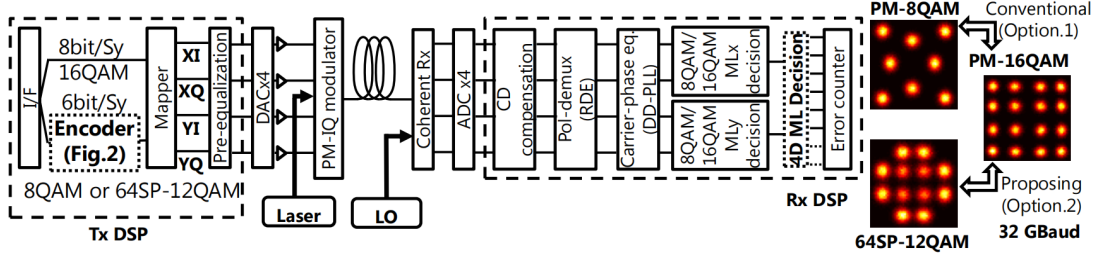 I/F
8bit/Sy
16QAM
6bit/Sy
Encoder
(Fig.2)
8QAM or 64SP-12QAM
Tx DSP
Mapper
XI
XQ
YI
YQ
Pre-equalization
DACx4
PM-IQ modulator
Laser
LO
Coherent Rx
ADC x4
CD
compensation
Pol-demux
(RDE)
Carrier-phase eq.
(DD-PLL)
8QAM/
16QAM
MLx
decision
8QAM/
16QAM
MLy
decision
4D ML Decision
Error counter
Rx DSP
PM-8QAM
Conventional
(Option.1)
PM-16QAM
Proposing
(Option.2)
64SP-12QAM
32 GBaud